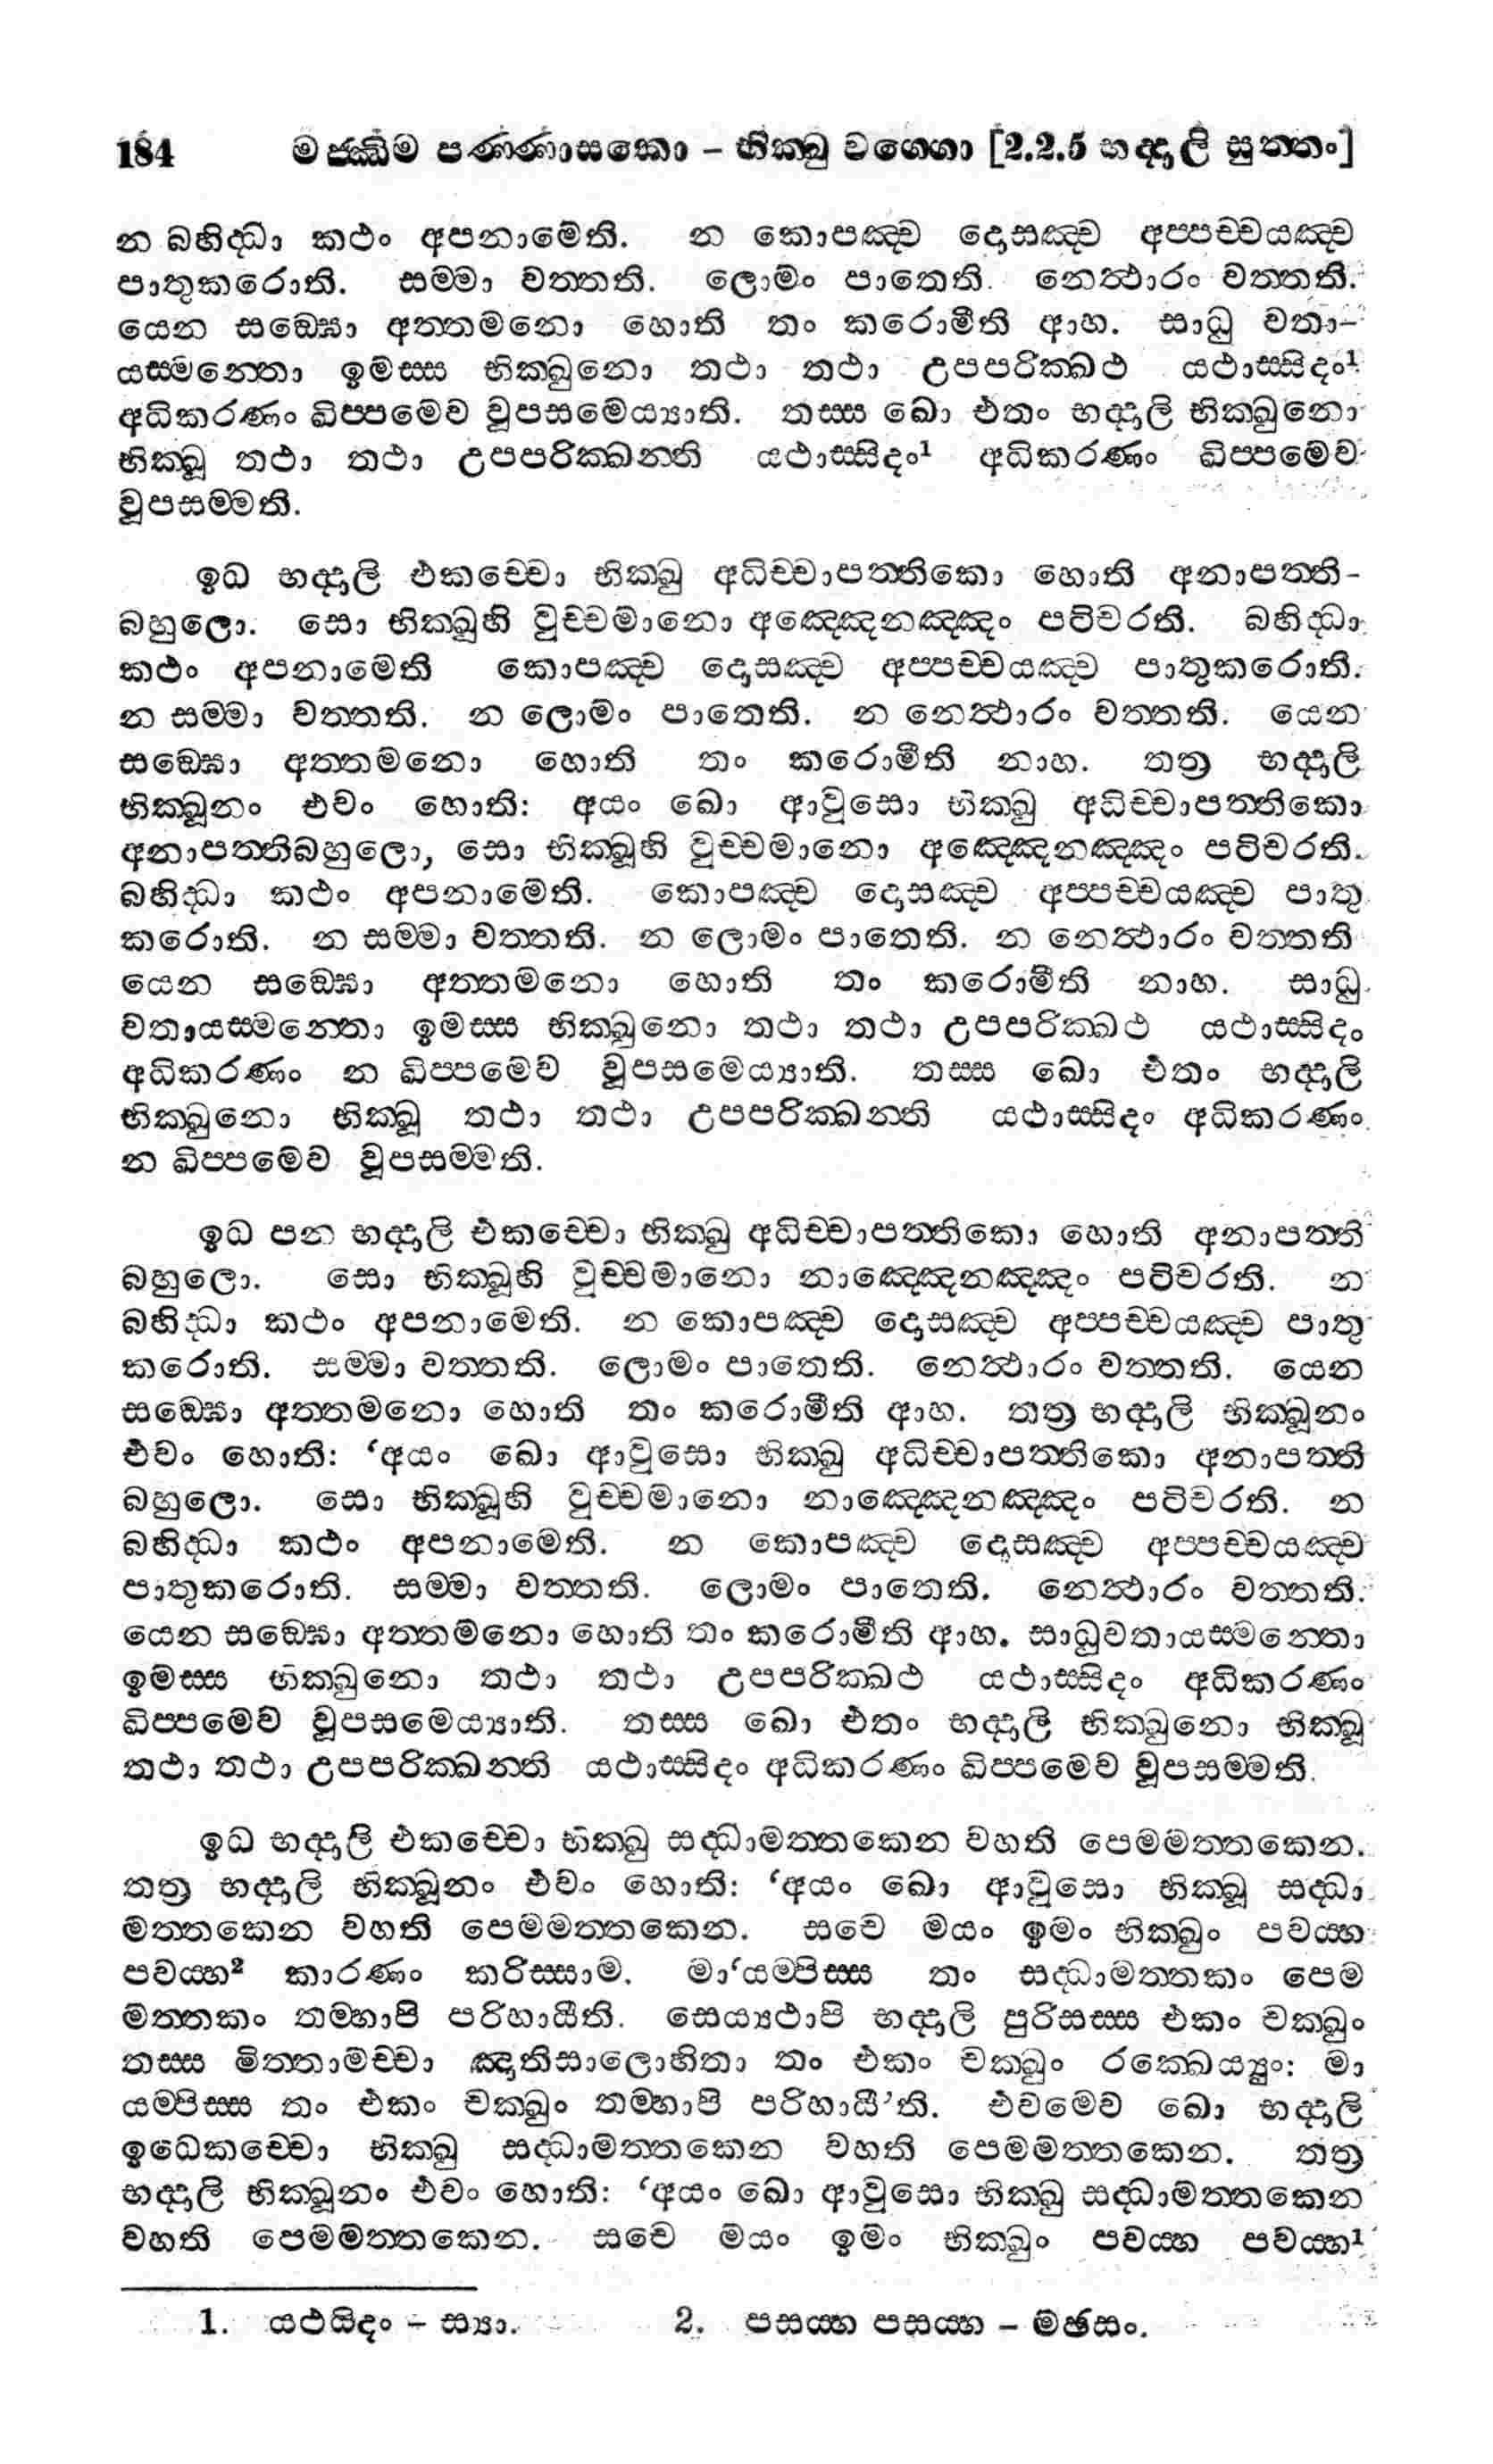 184 මජ්ඣිම පණ්ණාසකො – භික්ඛු වග්ගො [2.2.5 භද්දාලි සුත්තං]
න බහිද්ධා කථං අපනාමේති. න කොපඤ්ච දොසඤ්ච අප්පච්චයඤ්ච
පාතුකරොති. සම්මා වත්තති. ලොමං පාතෙති. නෙත්ථාරං වත්තති.
යෙන සඞ්ඝො අත්තමනො හොති තං කරොමීති ආහ. සාධු වතා-
යස්මන්තො ඉමස්ස භික්ඛුනො තථා තථා උපපරික්ඛථ යථාස්සිදං¹
අධිකරණං ඛිප්පමේව වූපසමෙය්‍යාති. තස්ස ඛො එතං භද්දාලි භික්ඛුනො
භික්ඛූ තථා තථා උපපරික්ඛන්ති යථාස්සිදං¹ අධිකරණං ඛිප්පමෙව
වූපසම්මති.
ඉධ භද්දාලි එකච්චො භික්ඛු අධිච්චාපත්තිකො හොති අනාපත්ති-
බහුලො. සො භික්ඛූහි වුච්චමානො අඤ්ඤෙනඤ්ඤං පටිචරති. බහිද්ධා
කථං අපනාමෙති කොපඤ්ච දොසඤ්ච අප්පච්චයඤ්ච පාතුකරොති.
න සම්මා වත්තති. න ලොමං පාතෙති. න නෙත්ථාරං වත්තති. යෙන
සඞ්ඝො අත්තමනො හොති තං කරොමීති නාහ. තත්‍ර භද්දාලි
භික්ඛූනං එවං හොති: අයං ඛො ආවුසො භික්ඛු අධිච්චාපත්තිකො
අනාපත්තිබහුලො, සො භික්ඛූහි වුච්චමානො අඤ්ඤෙනඤ්ඤං පටිචරති.
බහිද්ධා කථං අපනාමේති. කොපඤ්ච දොසඤ්ච අප්පච්චයඤ්ච පාතු
කරොති. න සම්මා වත්තති. න ලොමං පාතෙති. න නෙත්ථාරං වත්තති
යෙන සඞ්ඝො අත්තමනො හොති තං කරොමීති නාහ. සාධු
වතායස්මන්තො ඉමස්ස භික්ඛුනො තථා තථා උපපරික්ඛථ යථාස්සිදං
අධිකරණං න ඛිප්පමේව වූපසමෙය්‍යාති. තස්ස ඛො එතං භද්දාලි
භික්ඛුනො භික්ඛූ තථා තථා උපපරික්ඛන්ති යථාස්සිදං අධිකරණං
න ඛිප්පමෙව වූපසම්මති.
ඉධ පන භද්දාලි එකච්චො භික්ඛු අධිච්චාපත්තිකො හොති අනාපත්ති
බහුලො. සො භික්ඛූහි වුච්චමානො නාඤ්ඤෙනඤ්ඤං පටිචරති. න
බහිද්ධා කථං අපනාමෙති. න කොපඤ්ච දොසඤ්ච අප්පච්චයඤ්ච පාතු
කරොති. සම්මා වත්තති. ලොමං පාතෙති. නෙත්ථාරං වත්තති. යෙන
සඞ්ඝො අත්තමනො හොති තං කරොමීති ආහ. තත්‍ර භද්දාලි භික්ඛූනං
එවං හොති: ‘අයං ඛො ආවුසො භික්ඛු අධිච්චාපත්තිකො අනාපත්ති
බහුලො. සො භික්ඛූහි වුච්චමානො නාඤ්ඤෙනඤ්ඤං පටිචරති. න
බහිද්ධා කථං අපනාමෙති. න කොපඤ්ච දොසඤ්ච අප්පච්චයඤ්ච
පාතුකරොති. සම්මා වත්තති. ලොමං පාතෙති. නෙත්ථාරං වත්තති.
යෙන සඞ්ඝො අත්තමනො හොති තං කරොමීති ආහ. සාධුවතායස්මන්තො
ඉමස්ස භික්ඛුනො තථා තථා උපපරික්ඛථ යථාස්සිදං අධිකරණං
ඛිප්පමෙව වූපසමෙය්‍යාති. තස්ස ඛො එතං භද්දාලි භික්ඛුනො භික්ඛූ
තථා තථා උපපරික්ඛන්ති යථාස්සිදං අධිකරණං ඛිප්පමෙව වූපසම්මති.
ඉධ භද්දාලි එකච්චො භික්ඛු සද්ධාමත්තකෙන වහති පෙමමත්තකෙන.
තත්‍ර භද්දාලි භික්ඛූනං එවං හොති: ‘අයං ඛො ආවුසො භික්ඛූ සද්ධා
මත්තකෙන වහති පෙමමත්තකෙන. සචෙ මයං ඉමං භික්ඛුං පවය්හ
පවය්හ² කාරණං කරිස්සාම. මා‘යම්පිස්ස තං සද්ධාමත්තකං පෙම
මත්තකං තම්හාපි පරිහායීති. සෙය්‍යථාපි භද්දාලි පුරිසස්ස එකං චක්ඛුං
තස්ස මිත්තාමච්චා ඤාතිසාලොහිතා තං එකං චක්ඛුං රක්ඛෙය්‍යුං: මා
යම්පිස්ස තං එකං චක්ඛුං තම්හාපි පරිහායී’ති. එවමෙව ඛො භද්දාලි
ඉධෙකච්චො භික්ඛු සද්ධාමත්තකෙන වහති පෙමමත්තකෙන. තත්‍ර
භද්දාලි භික්ඛූනං එවං හොති: ‘අයං ඛො ආවුසො භික්ඛු සද්ධාමත්තකෙන
වහති පෙමමත්තකෙන. සචෙ මයං ඉමං භික්ඛුං පවය්හ පවය්හ¹
1. යථයිදං – ස්‍යා. 2. පසය්හ පසය්හ – මඡසං.